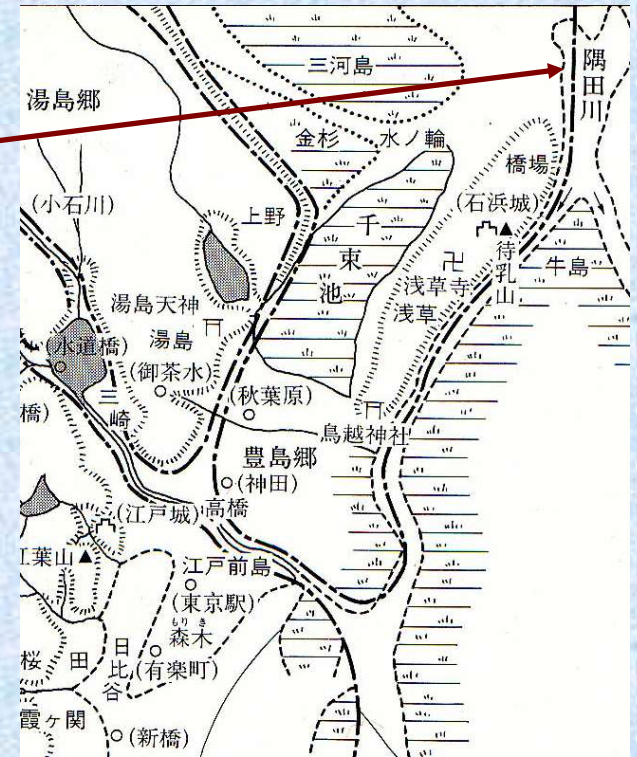 三河島
隅田川
湯島郷
金杉
水ノ輪
橋場
(小石川)
上野
(石浜城)
千束池
待乳山
牛島
湯島天神
浅草寺
湯島
浅草
(水道橋)
(御茶水)
三崎
(秋葉原)
橋)
鳥越神社
豊島郷
(神田)
(江戸城)
高橋
江戸前島
(東京駅)
もりき
森木
桜田
日比谷
(有楽町)
霞ヶ関
(新橋)